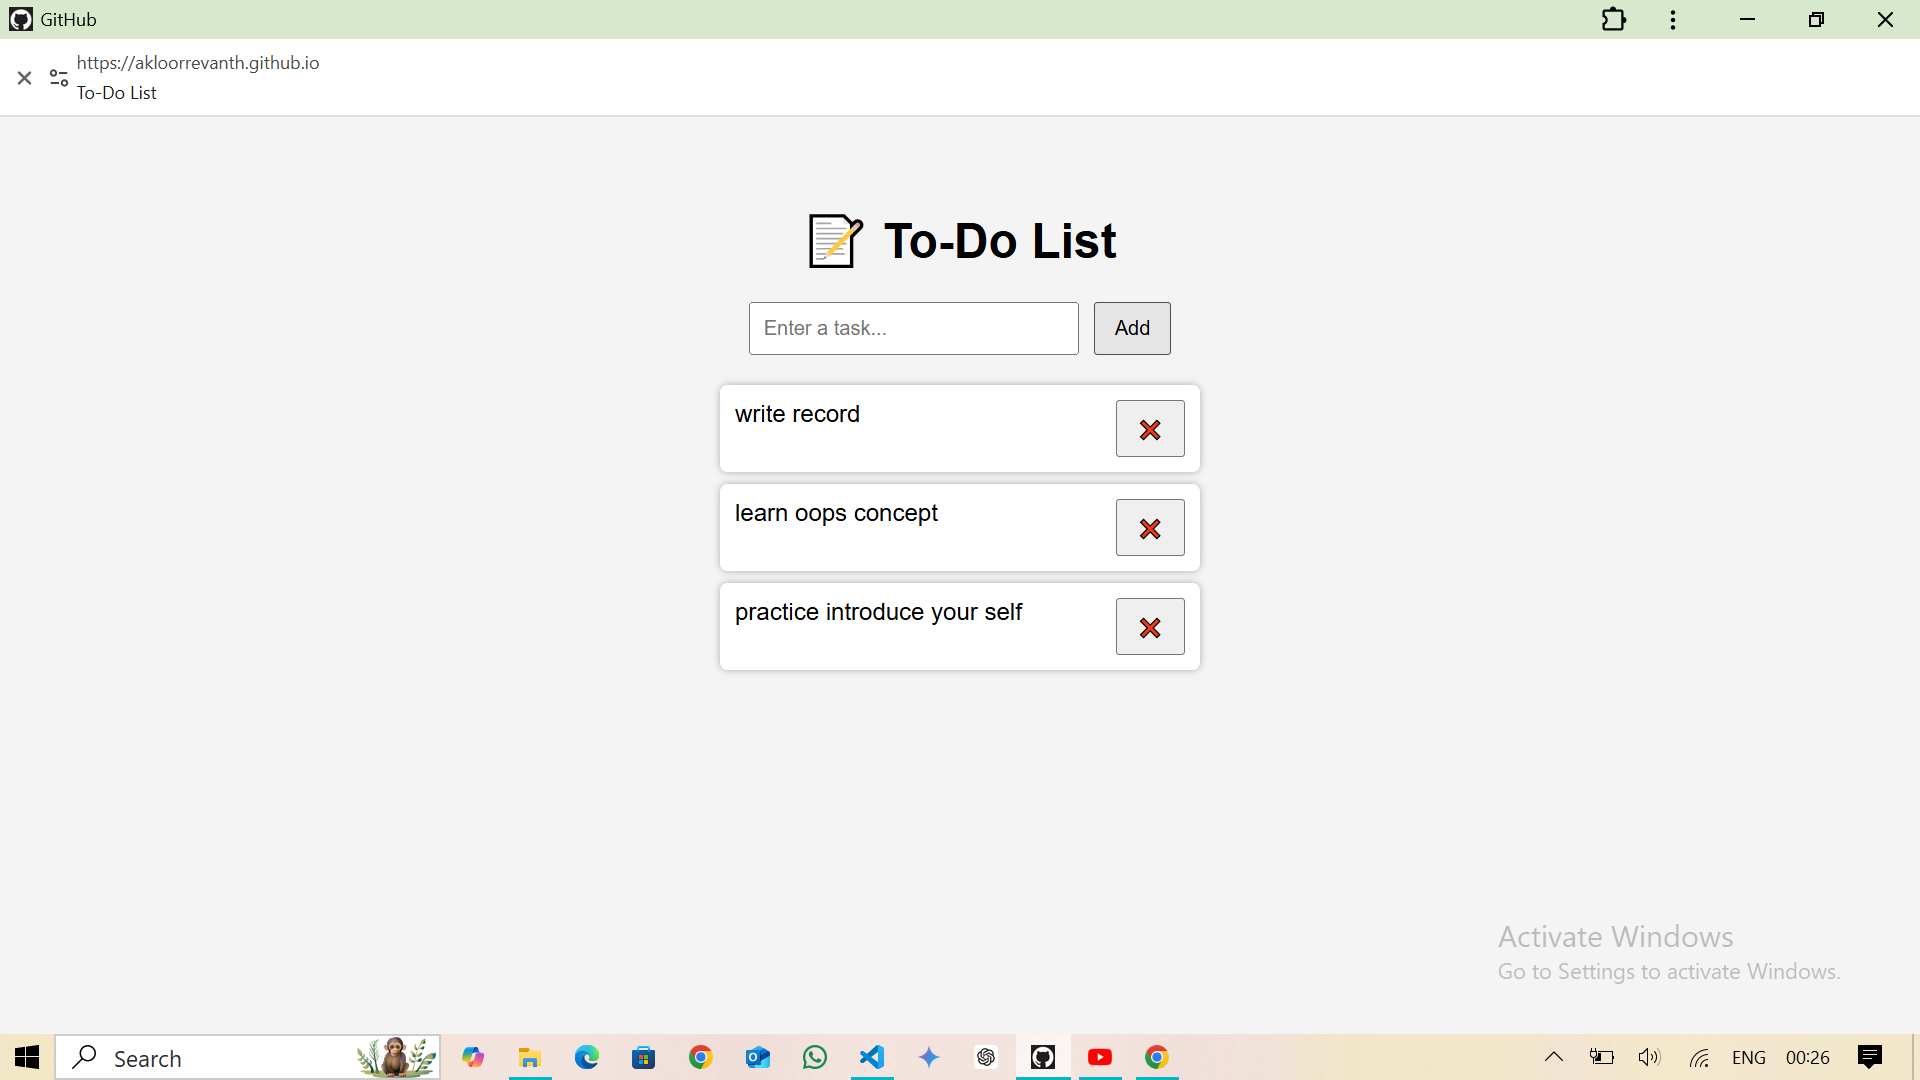 GitHub
https://akloorrevanth.github.io
To-Do List
To-Do List
Enter a task...
Add
write record
learn oops concept
practice introduce your self
Activate Windows
Go to Settings to activate Windows.
Search
ENG
00:26